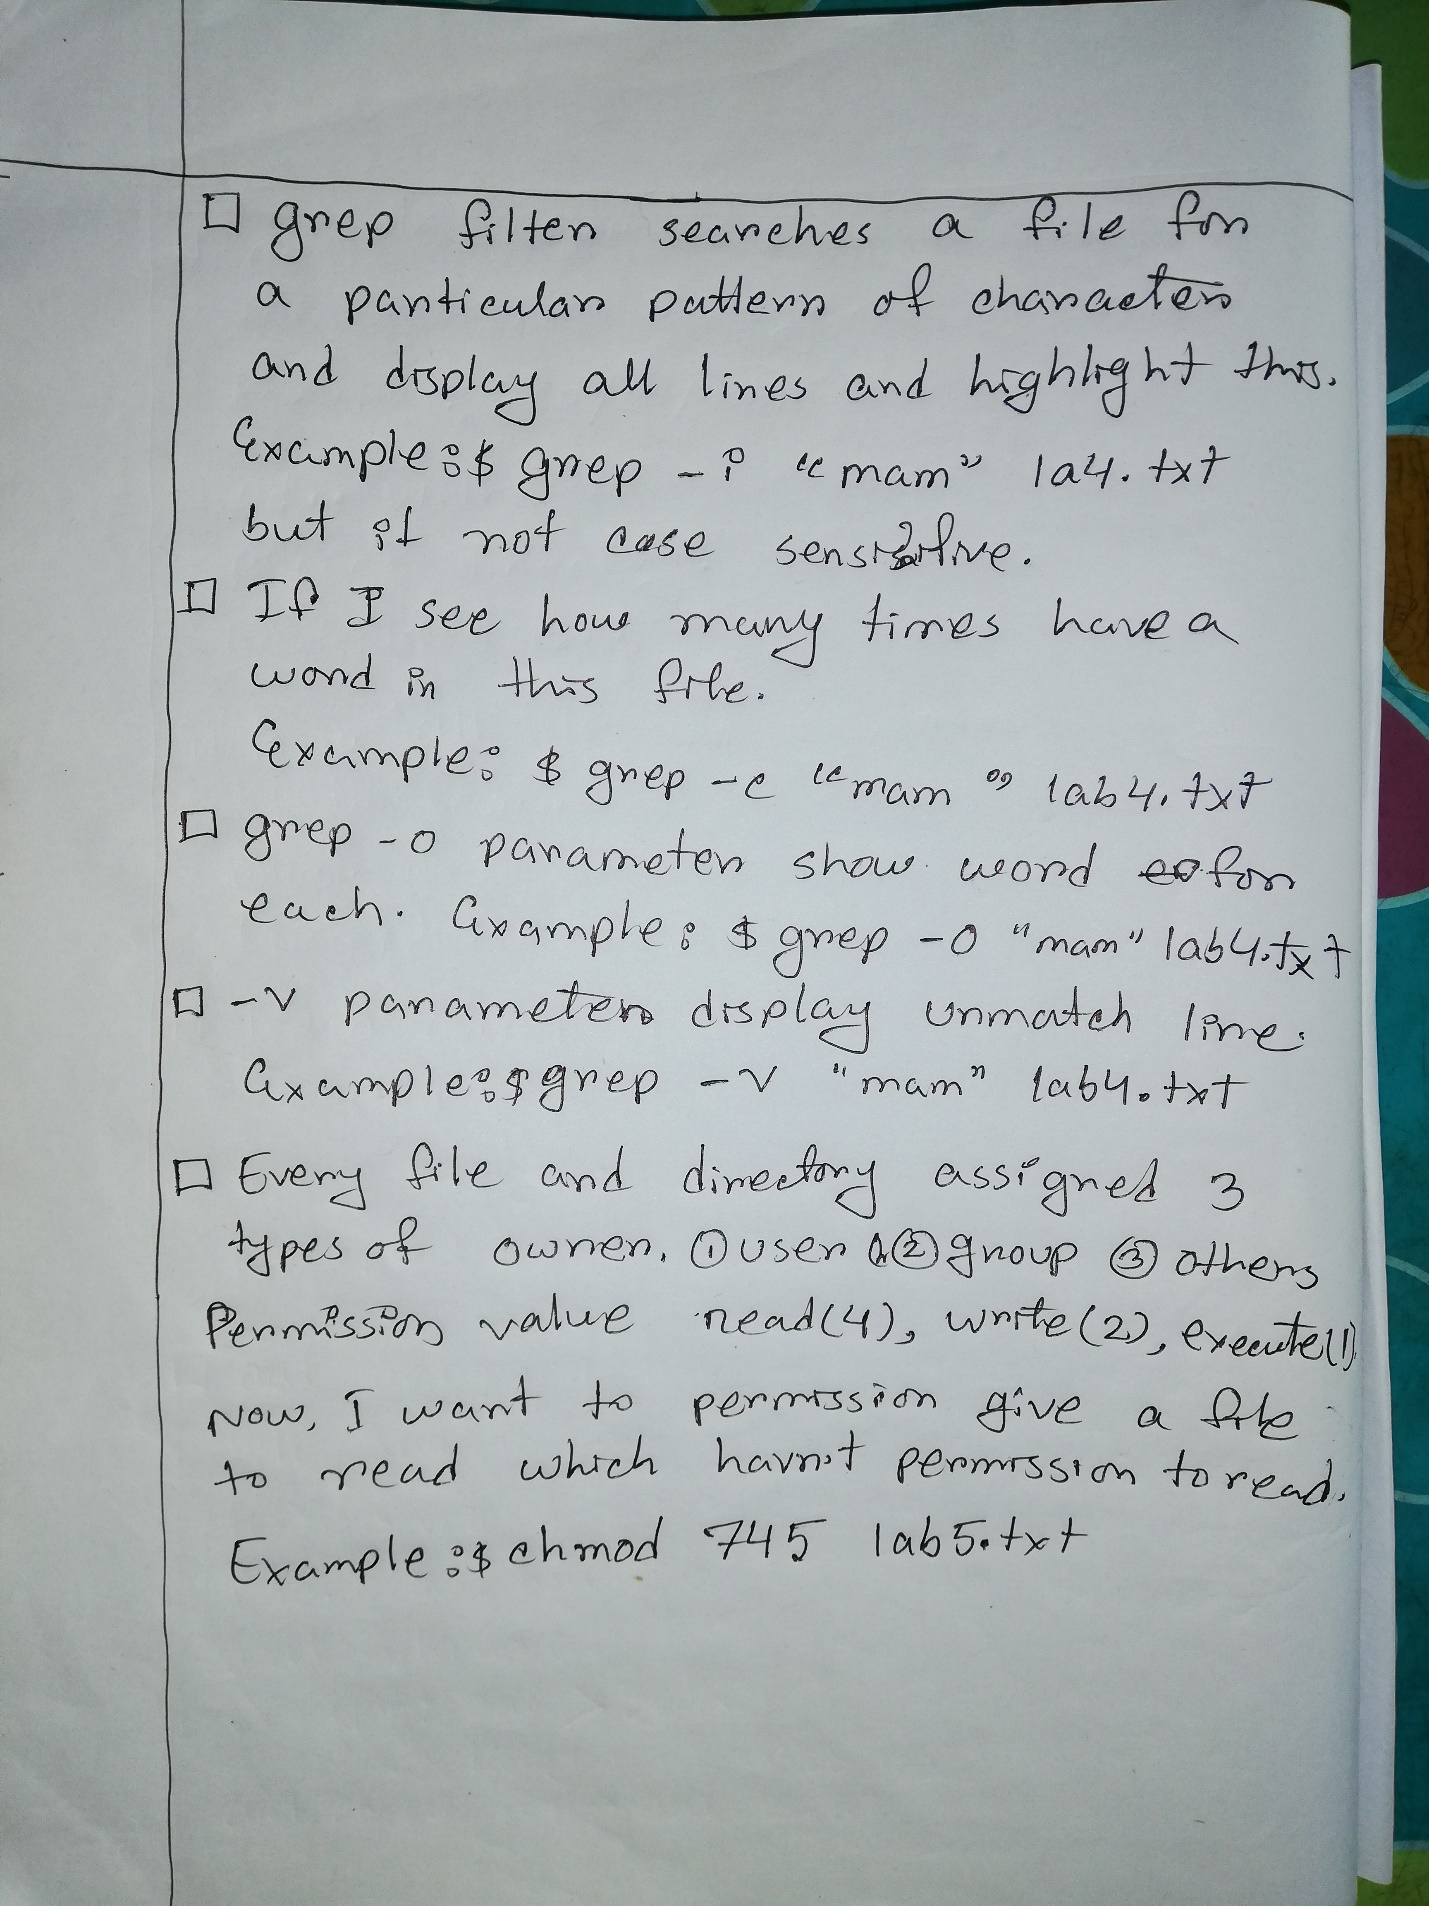 □ grep filter searches a file for
a particular pattern of character
and display all lines and highlight this.
Example: $ grep -i "mam" la4.txt
but it not case sensitive.
□ If I see how many times have a
word in this file.
Example: $ grep -c "mam" lab4.txt
□ grep -o parameter show word for
each. Example: $ grep -o "mam" lab4.txt
□ -v parameter display unmatch line.
Example: $ grep -v "mam" lab4.txt
□ Every file and directory assigned 3
types of owner. ① user ② group ③ others
Permission value read(4), write(2), execute(1)
Now, I want to permission give a file
to read which havn't permission to read.
Example: $ chmod 745 lab5.txt